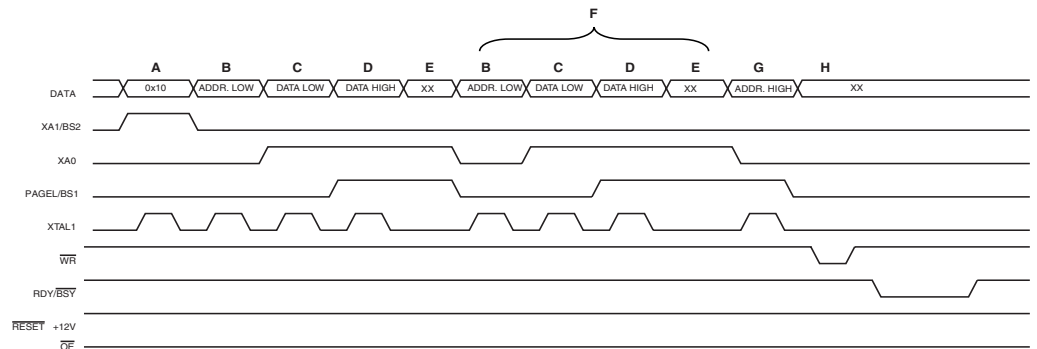 F
A B C D E B C D E G H
DATA 0x10 ADDR. LOW DATA LOW DATA HIGH XX ADDR. LOW DATA LOW DATA HIGH XX ADDR. HIGH XX
XA1/BS2
XA0
PAGEL/BS1
XTAL1
WR
RDY/BSY
RESET +12V
OE